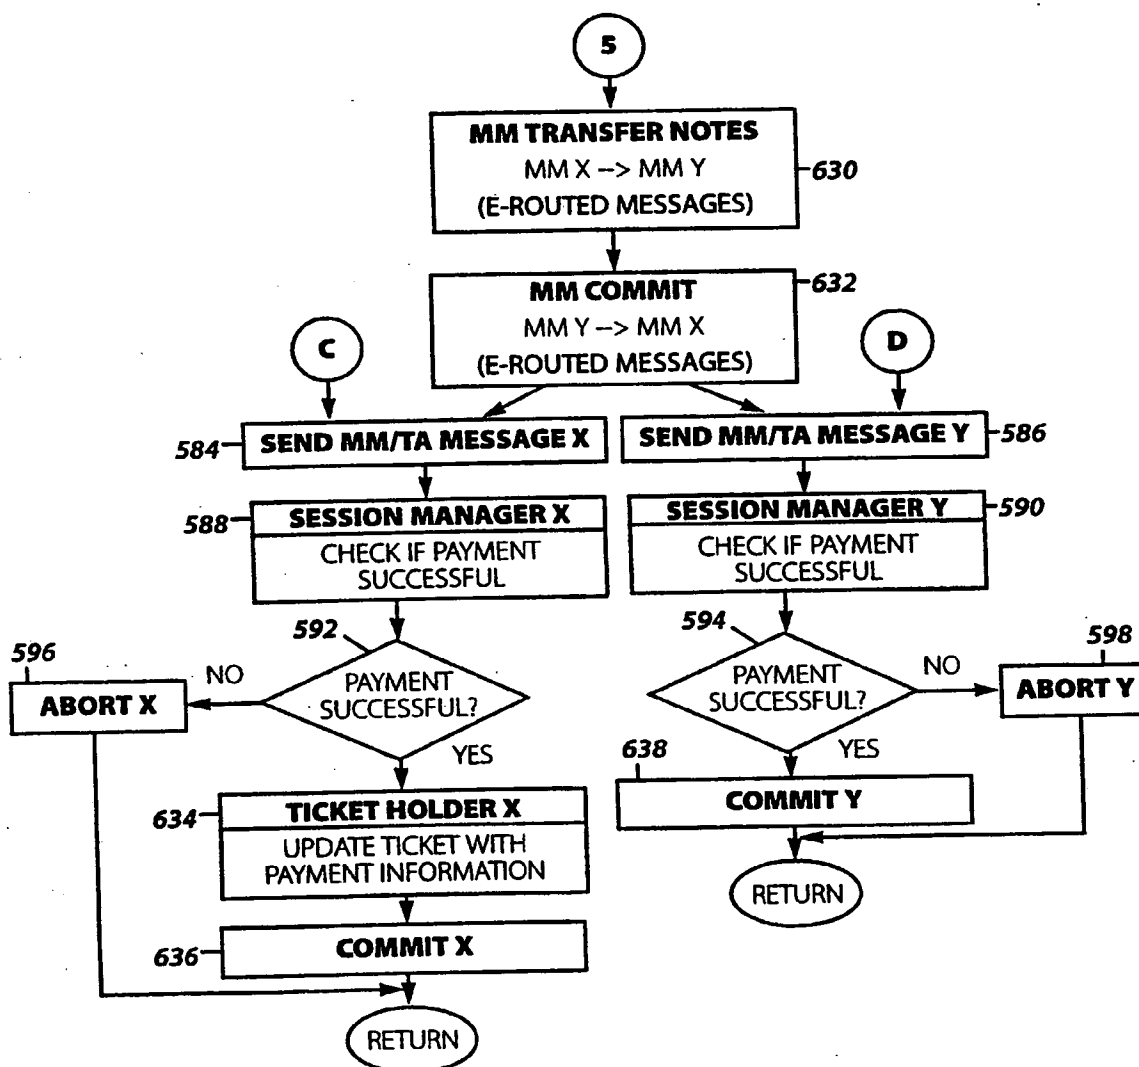 5
MM TRANSFER NOTES
MM X --> MM Y
(E-ROUTED MESSAGES)
630
MM COMMIT
MM Y --> MM X
(E-ROUTED MESSAGES)
632
C
D
584
SEND MM/TA MESSAGE X
SEND MM/TA MESSAGE Y
586
588
SESSION MANAGER X
CHECK IF PAYMENT
SUCCESSFUL
SESSION MANAGER Y
590
CHECK IF PAYMENT
SUCCESSFUL
592
594
596
NO
PAYMENT
SUCCESSFUL?
ABORT X
YES
PAYMENT
SUCCESSFUL?
NO
598
ABORT Y
YES
638
COMMIT Y
634
TICKET HOLDER X
UPDATE TICKET WITH
PAYMENT INFORMATION
RETURN
636
COMMIT X
RETURN